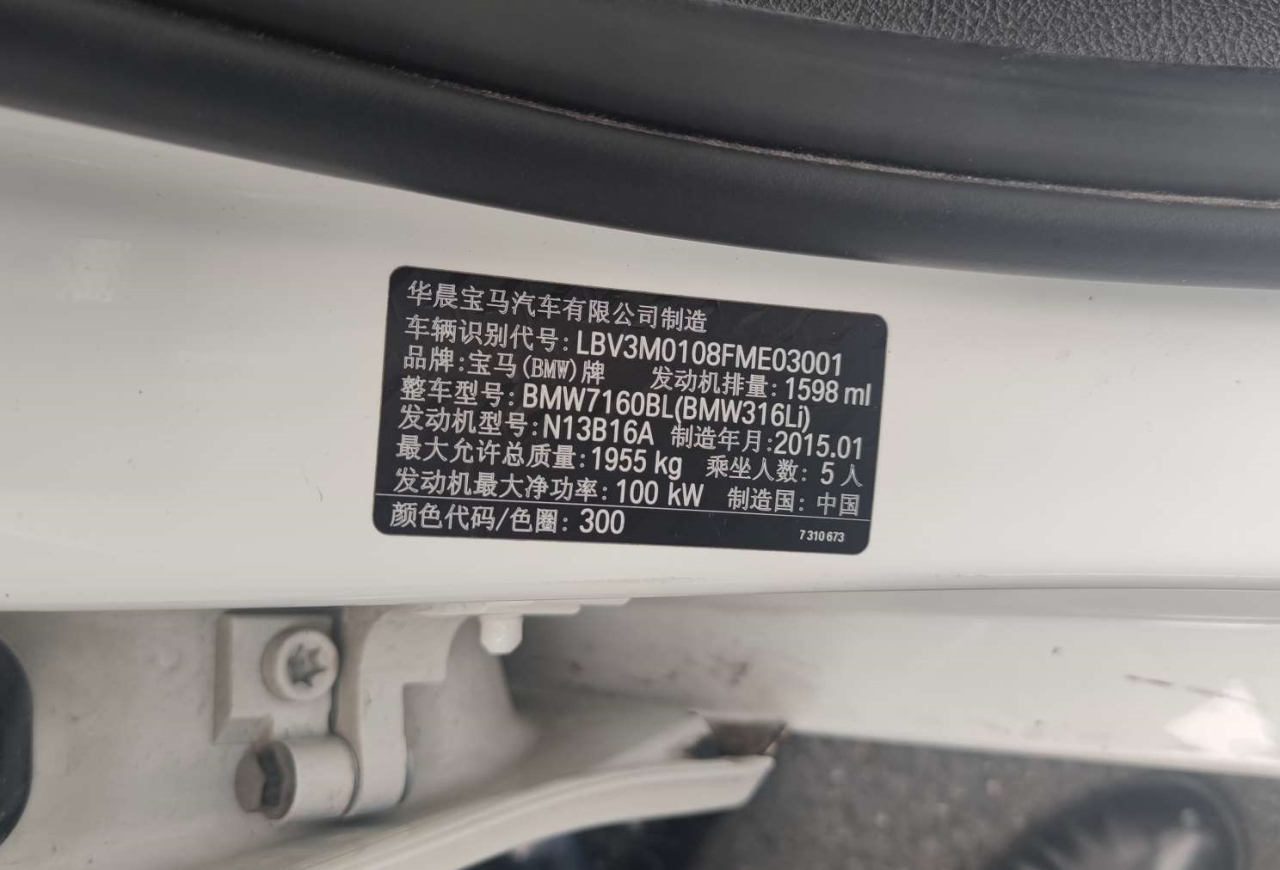 华晨宝马汽车有限公司制造
车辆识别代号: LBV3M0108FME03001
品牌: 宝马(BMW)牌 发动机排量: 1598 ml
整车型号: BMW7160BL(BMW316Li)
发动机型号: N13B16A 制造年月: 2015.01
最大允许总质量: 1955 kg 乘坐人数: 5 人
发动机最大净功率: 100 kW 制造国: 中国
颜色代码/色圈: 300 7 310 673